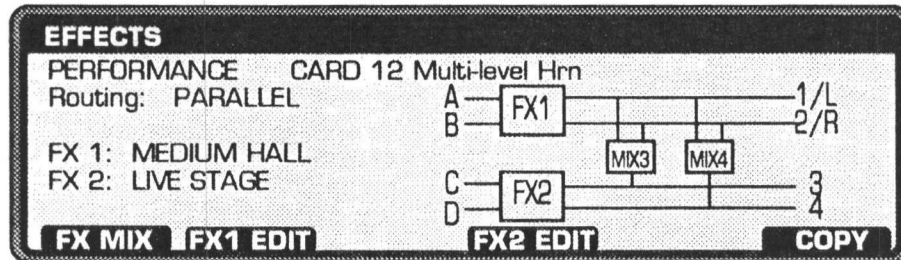 EFFECTS
PERFORMANCE CARD 12 Multi-level Hrn
Routing: PARALLEL
A
B
FX1
1/L
2/R
FX 1: MEDIUM HALL
MIX3 MIX4
FX 2: LIVE STAGE
C
D
FX2
3
4
FX MIX FX1 EDIT FX2 EDIT COPY